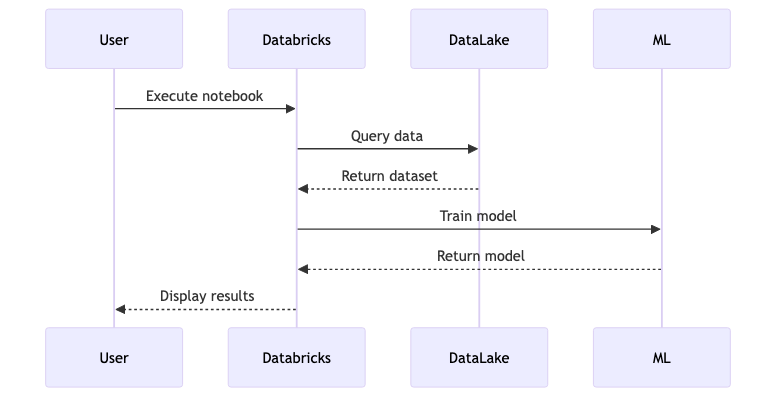 User
Databricks
DataLake
ML
Execute notebook
Query data
Return dataset
Train model
Return model
Display results
User
Databricks
DataLake
ML